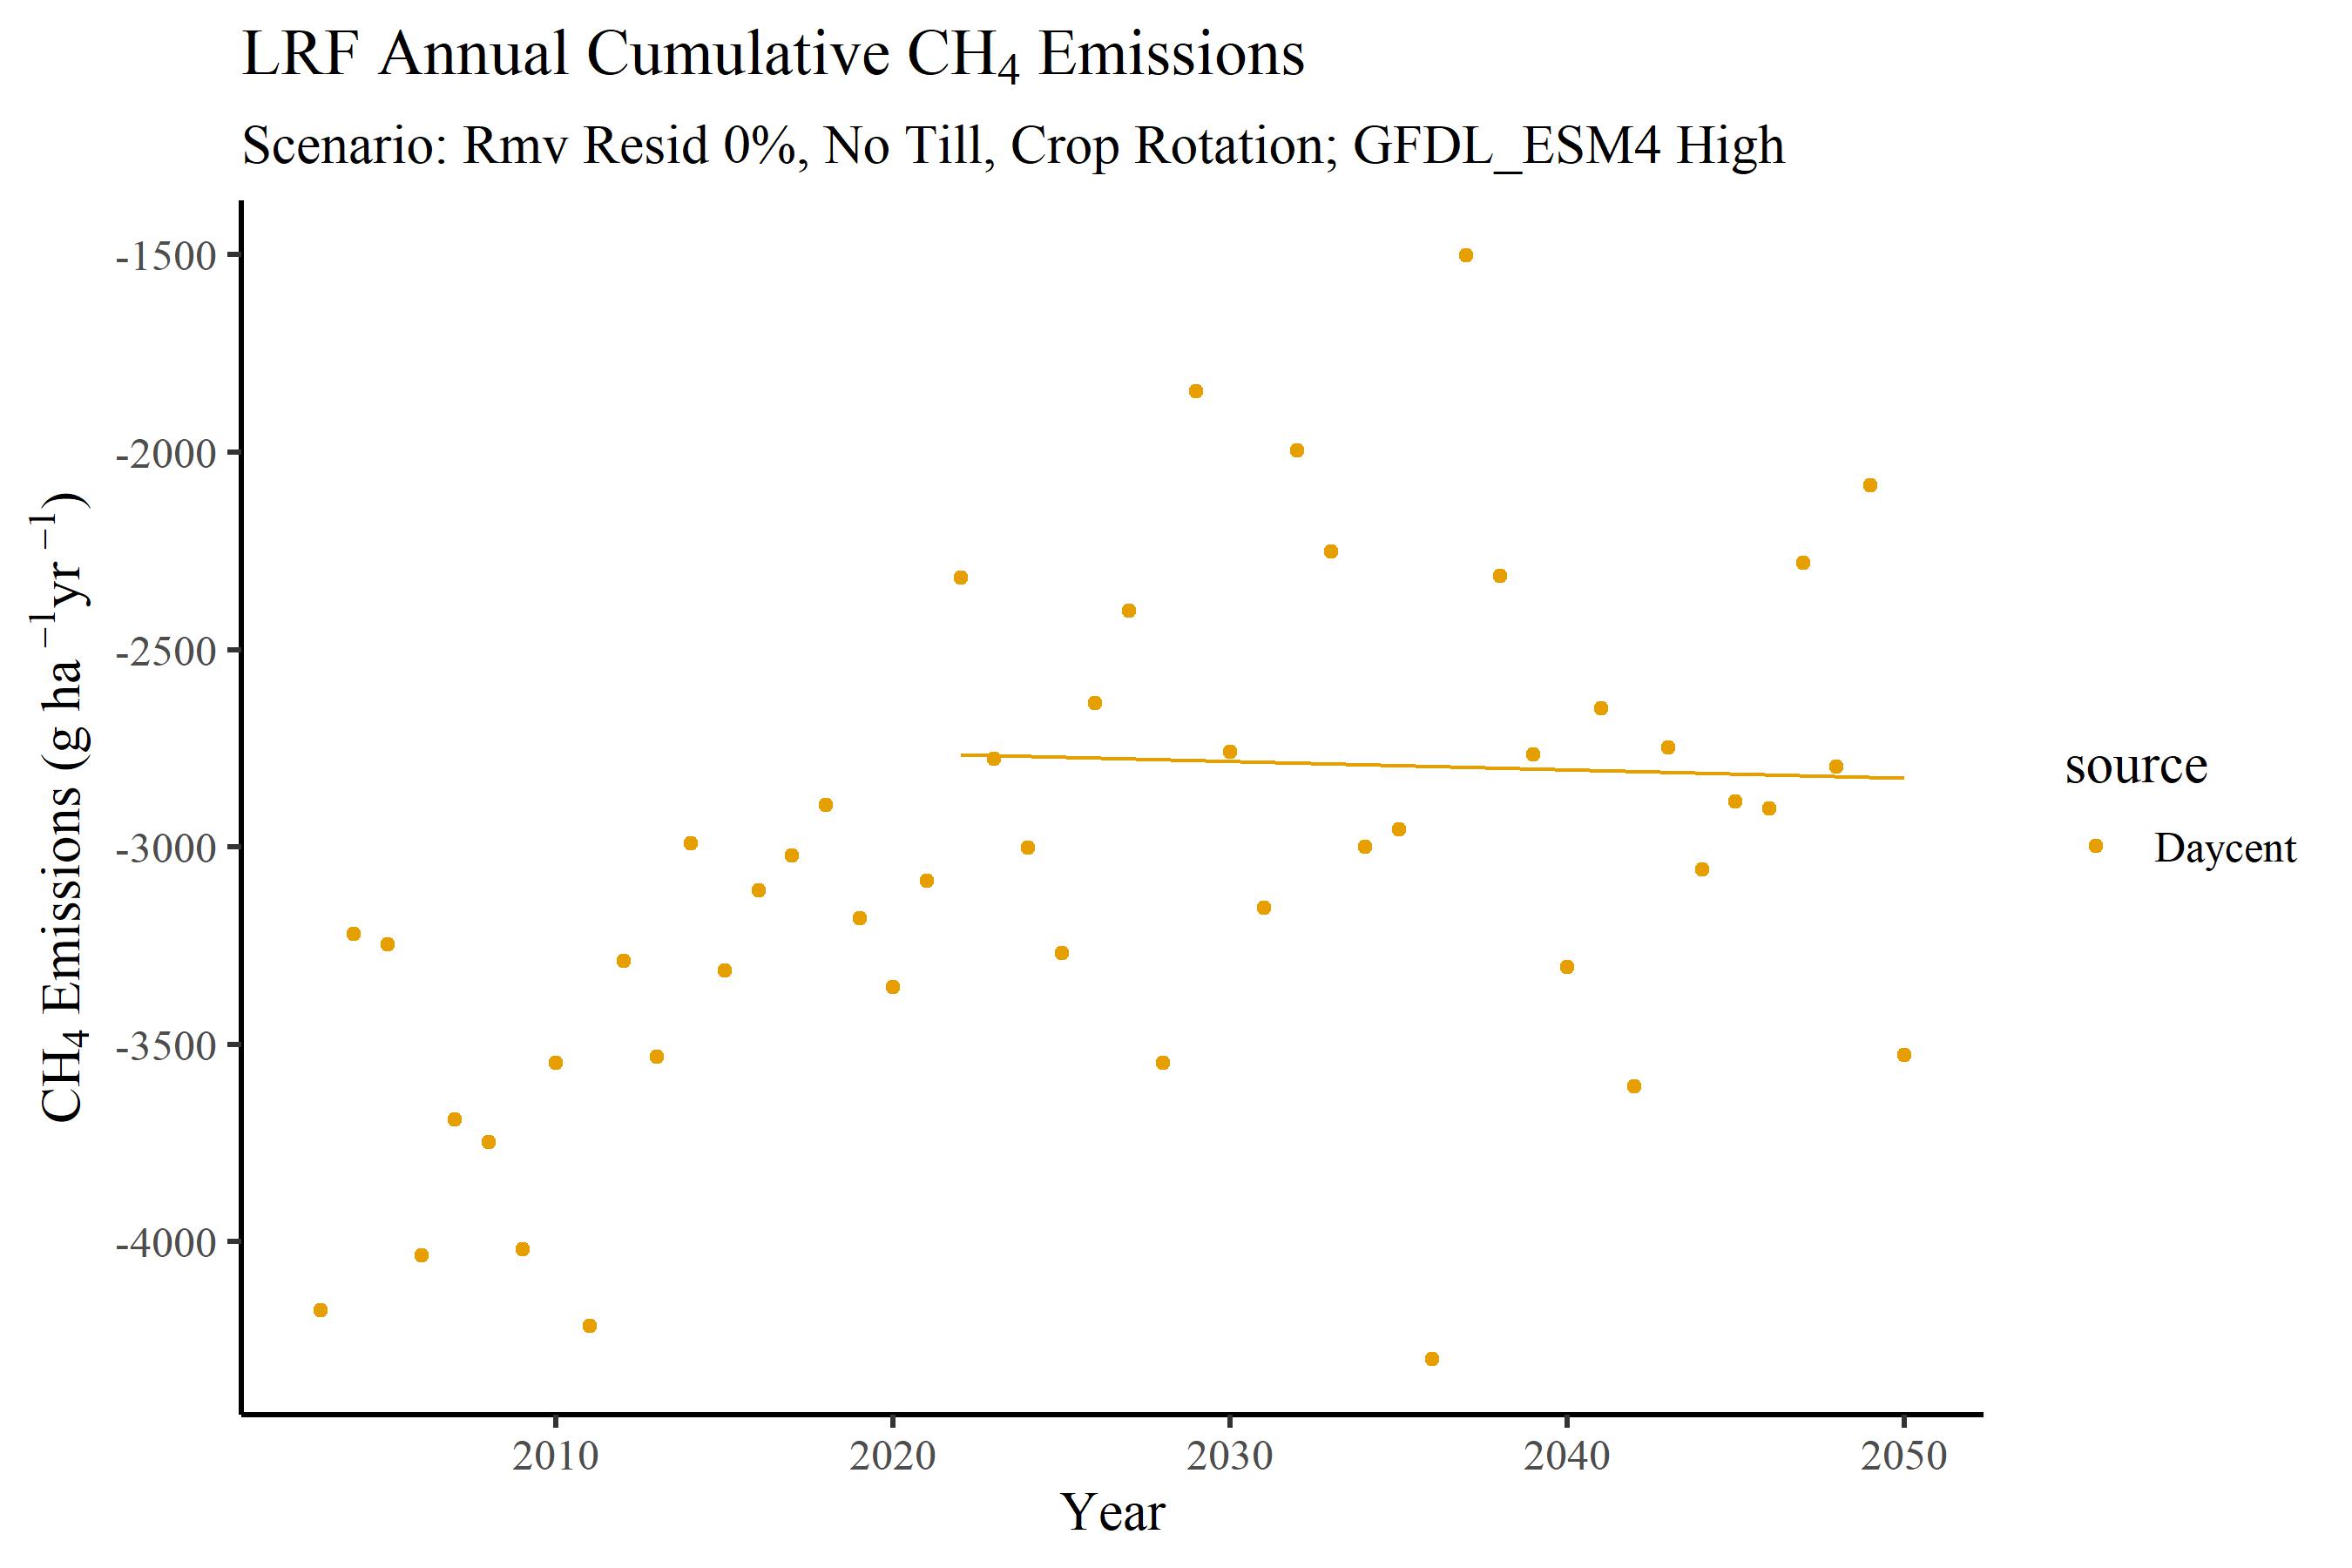 LRF Annual Cumulative CH₄ Emissions
Scenario: Rmv Resid 0%, No Till, Crop Rotation; GFDL_ESM4 High
CH₄ Emissions (g ha⁻¹yr⁻¹)
-1500
-2000
-2500
-3000
-3500
-4000
2010 2020 2030 2040 2050
Year
source
Daycent